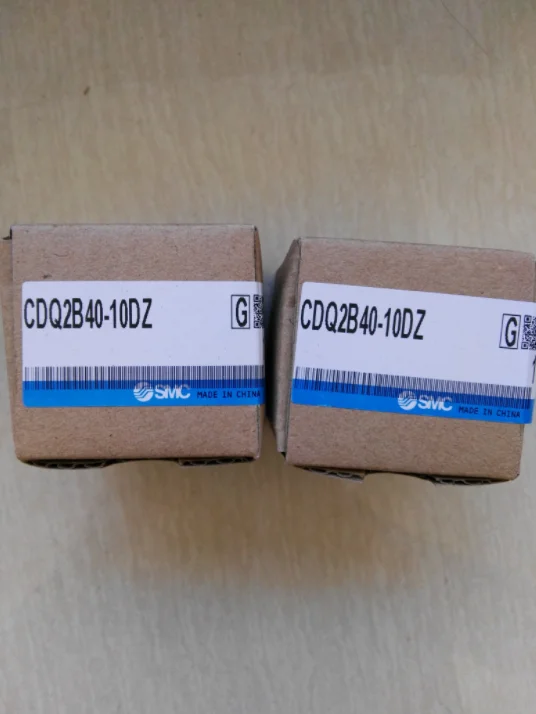 CDQ2B40-10DZ
G
SMC MADE IN CHINA
CDQ2B40-10DZ
G
SMC MADE IN CHINA